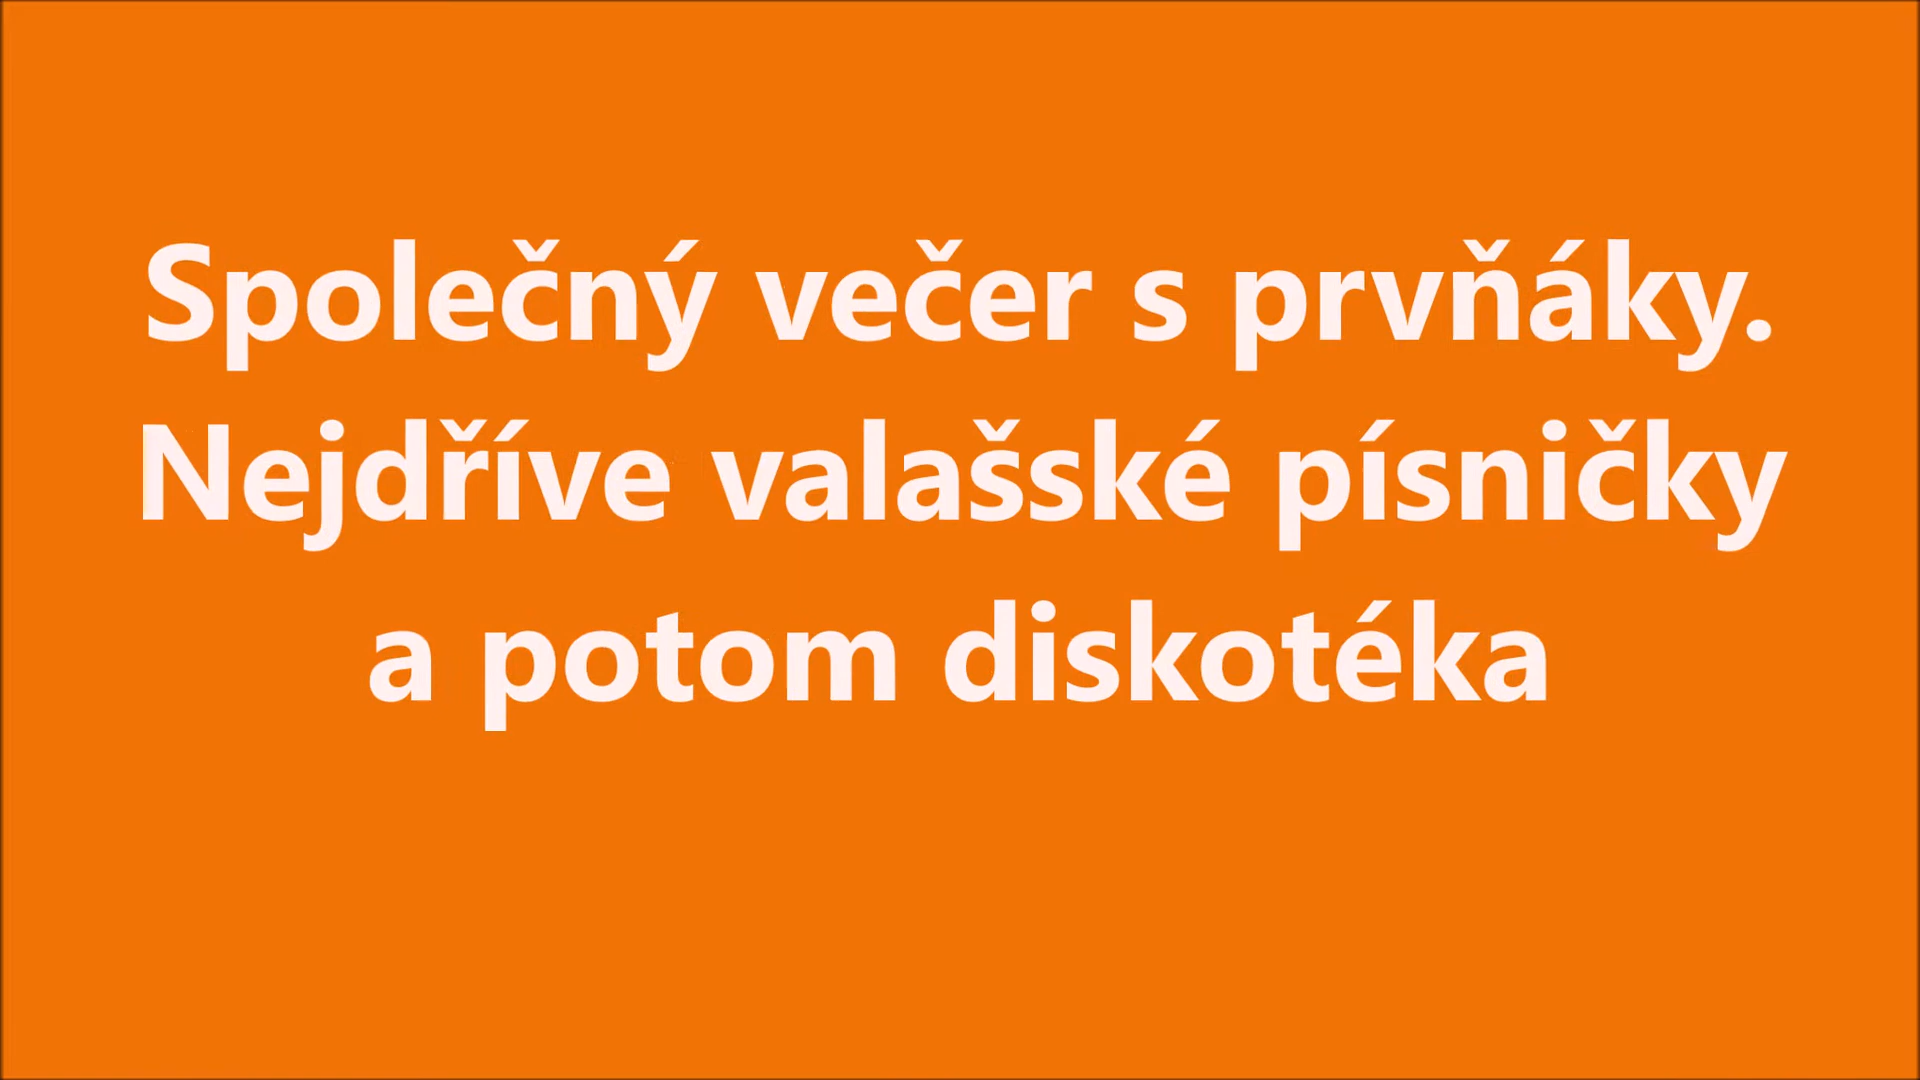 Společný večer s prvňáky.
Nejdříve valašské písničky
a potom diskotéka